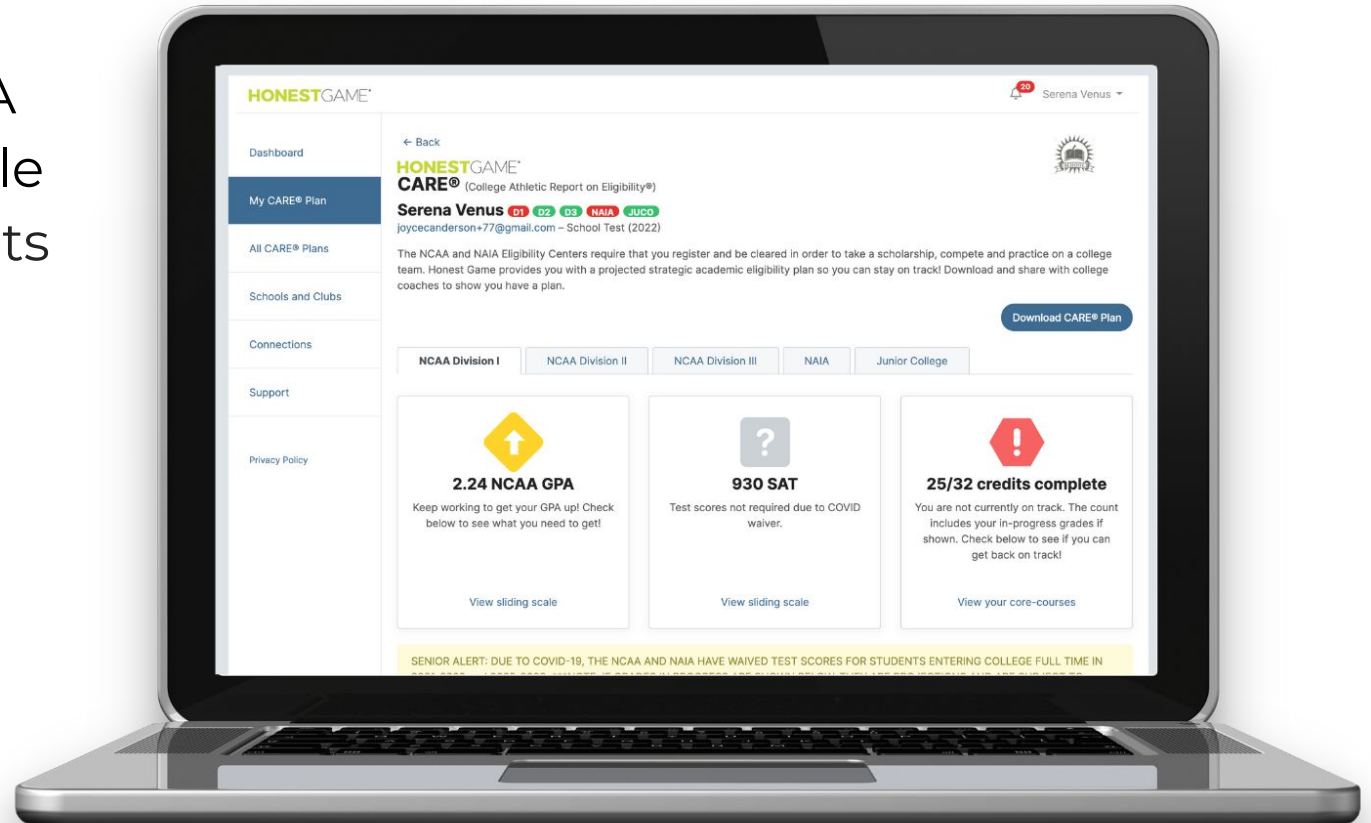 A
le
ts
HONESTGAME®
20
Serena Venus
Dashboard
My CARE® Plan
All CARE® Plans
Schools and Clubs
Connections
Support
Privacy Policy
← Back
HONESTGAME®
CARE® (College Athletic Report on Eligibility®)
Serena Venus D1 D2 D3 NAIA JUCO
joycecanderson+77@gmail.com – School Test (2022)
The NCAA and NAIA Eligibility Centers require that you register and be cleared in order to take a scholarship, compete and practice on a college
team. Honest Game provides you with a projected strategic academic eligibility plan so you can stay on track! Download and share with college
coaches to show you have a plan.
Download CARE® Plan
NCAA Division I
NCAA Division II
NCAA Division III
NAIA
Junior College
2.24 NCAA GPA
Keep working to get your GPA up! Check
below to see what you need to get!
View sliding scale
?
930 SAT
Test scores not required due to COVID
waiver.
View sliding scale
!
25/32 credits complete
You are not currently on track. The count
includes your in-progress grades if
shown. Check below to see if you can
get back on track!
View your core-courses
SENIOR ALERT: DUE TO COVID-19, THE NCAA AND NAIA HAVE WAIVED TEST SCORES FOR STUDENTS ENTERING COLLEGE FULL TIME IN